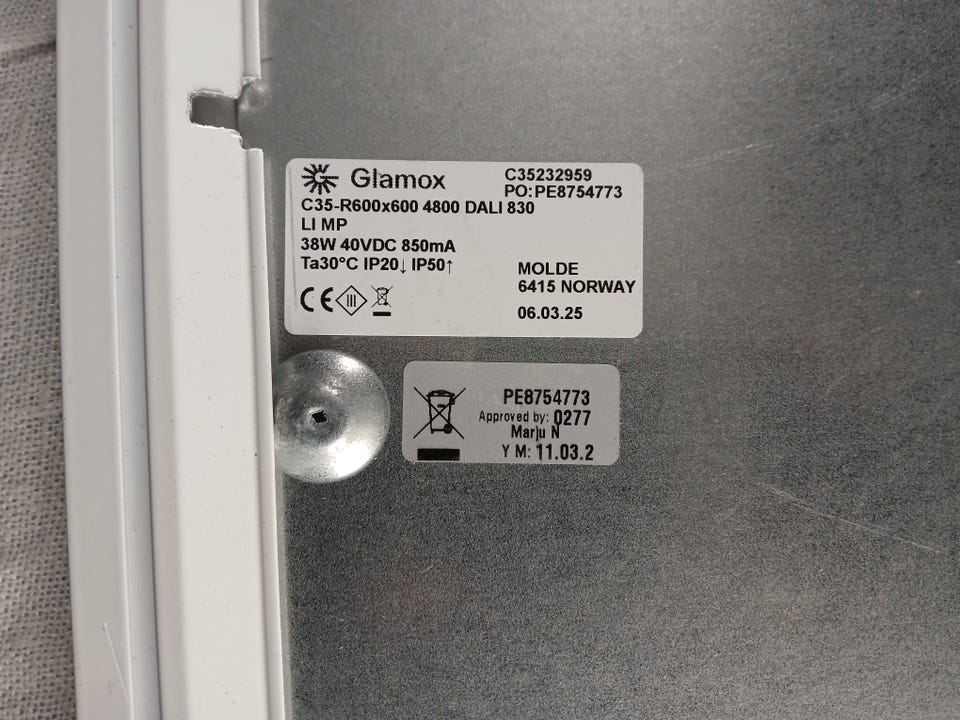 Glamox
C35232959
PO:PE8754773
C35-R600x600 4800 DALI 830
LI MP
38W 40VDC 850mA
Ta30°C IP20↓ IP50↑
MOLDE
6415 NORWAY
06.03.25
CE
PE8754773
Approved by: 0277
Marju N
Y M: 11.03.2